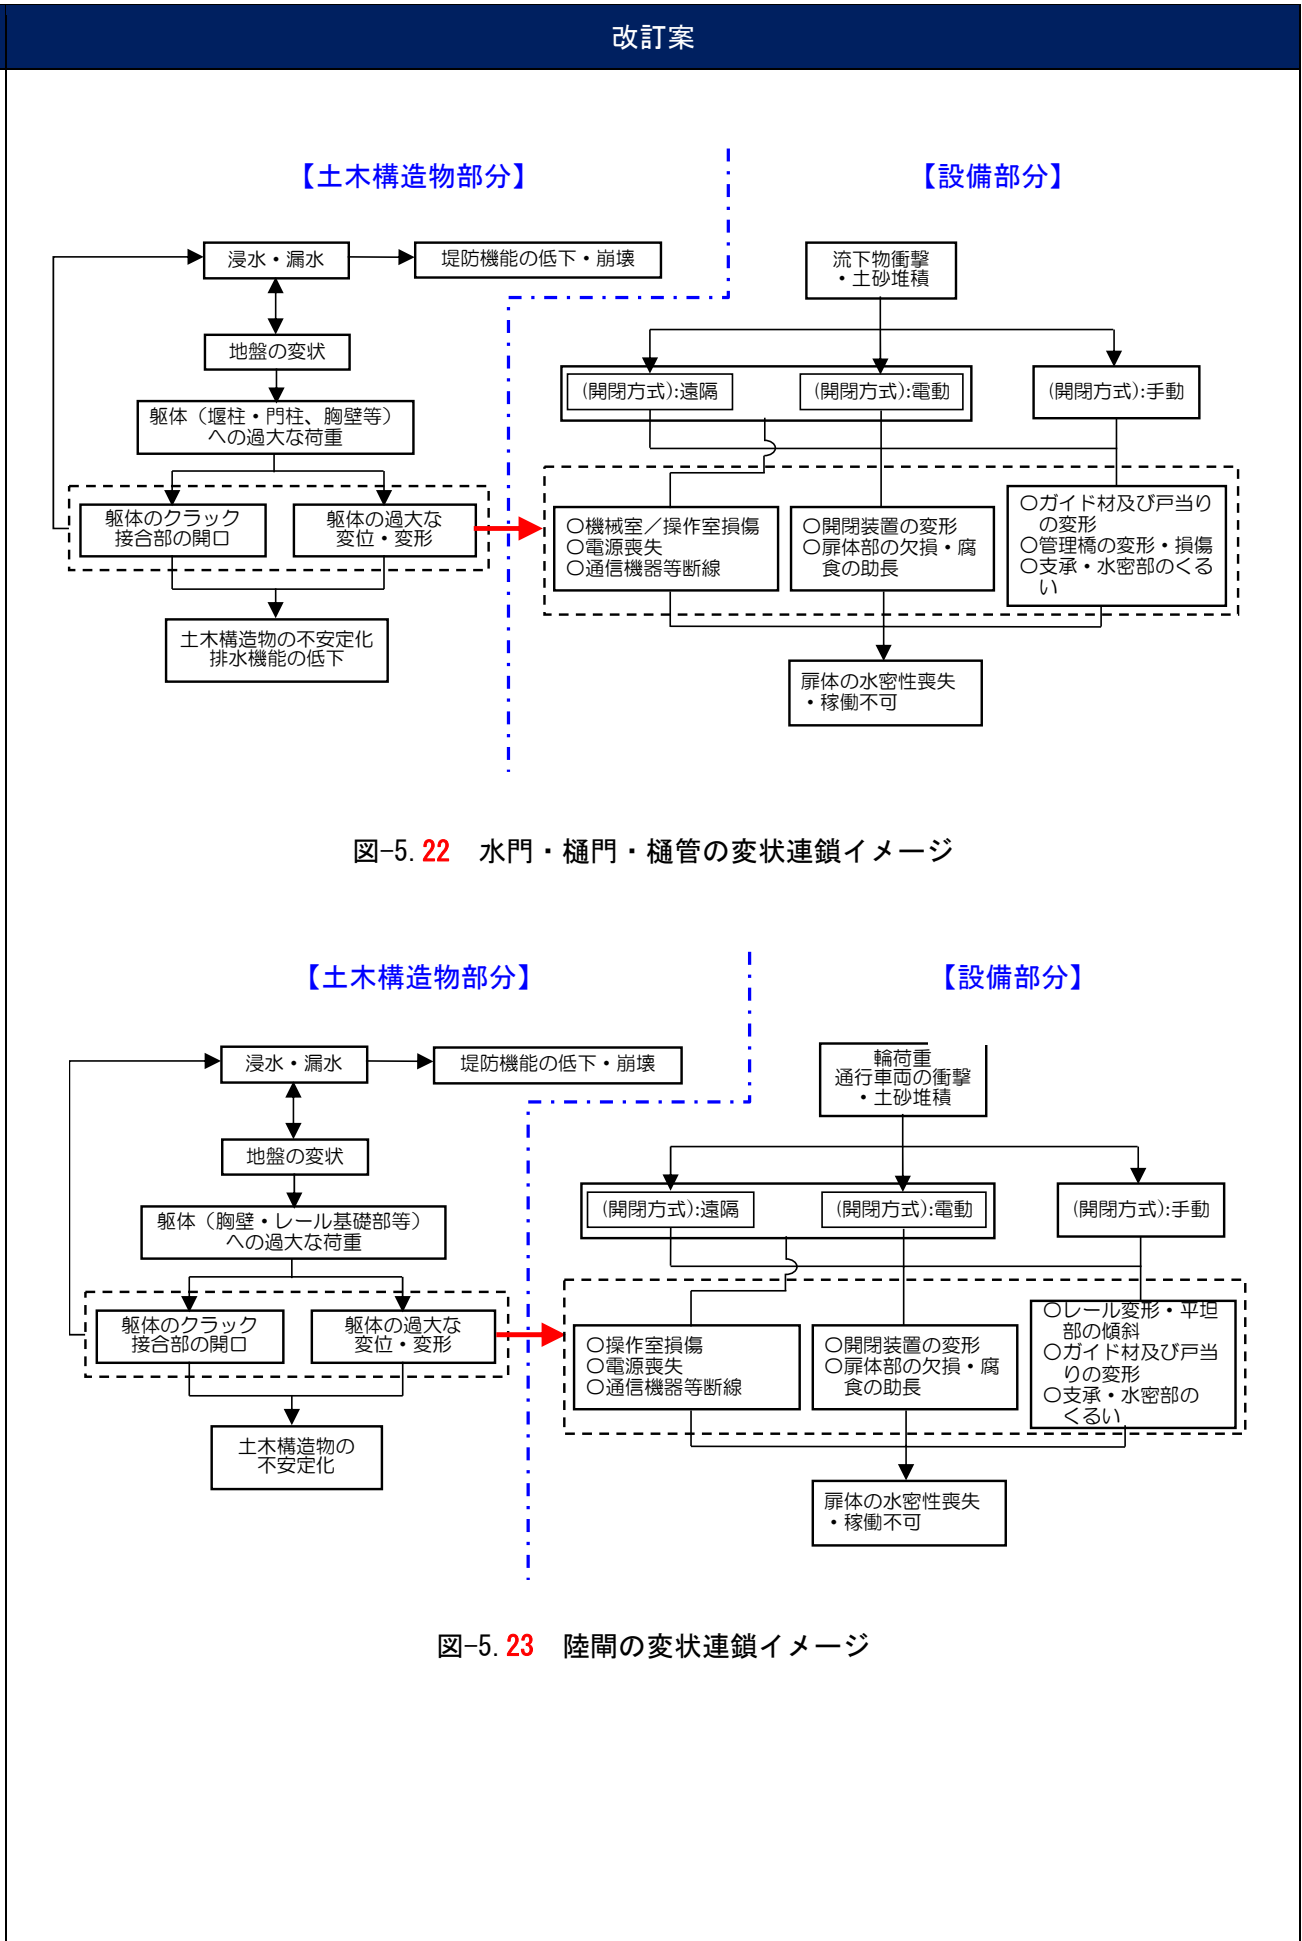 改訂案
【土木構造物部分】
【設備部分】
浸水・漏水
堤防機能の低下・崩壊
流下物衝撃
・土砂堆積
地盤の変状
(開閉方式):遠隔
(開閉方式):電動
(開閉方式):手動
躯体（堰柱・門柱、胸壁等）
への過大な荷重
躯体のクラック
接合部の開口
躯体の過大な
変位・変形
〇機械室／操作室損傷
〇電源喪失
〇通信機器等断線
〇開閉装置の変形
〇扉体部の欠損・腐
食の助長
〇ガイド材及び戸当り
の変形
〇管理橋の変形・損傷
〇支承・水密部のくる
い
土木構造物の不安定化
排水機能の低下
扉体の水密性喪失
・稼働不可
図-5.22　水門・樋門・樋管の変状連鎖イメージ
【土木構造物部分】
【設備部分】
浸水・漏水
堤防機能の低下・崩壊
輪荷重
通行車両の衝撃
・土砂堆積
地盤の変状
(開閉方式):遠隔
(開閉方式):電動
(開閉方式):手動
躯体（胸壁・レール基礎部等）
への過大な荷重
躯体のクラック
接合部の開口
躯体の過大な
変位・変形
〇操作室損傷
〇電源喪失
〇通信機器等断線
〇開閉装置の変形
〇扉体部の欠損・腐
食の助長
〇レール変形・平坦
部の傾斜
〇ガイド材及び戸当
りの変形
〇支承・水密部の
くるい
土木構造物の
不安定化
扉体の水密性喪失
・稼働不可
図-5.23　陸閘の変状連鎖イメージ